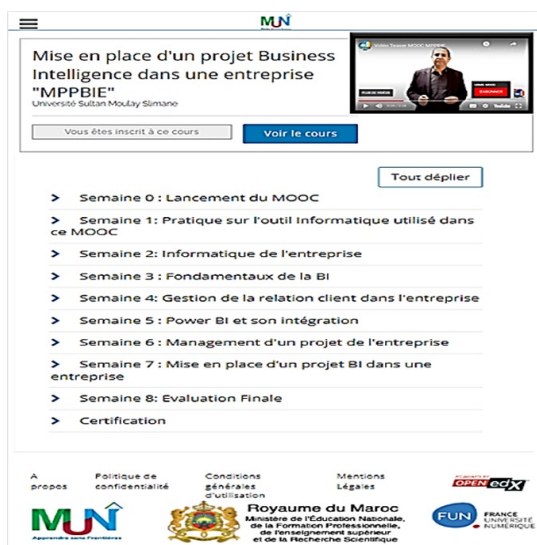 MUN
Mise en place d'un projet Business
Intelligence dans une entreprise
"MPPBIE"
Université Sultan Moulay Slimane
Vidéo Teaser MOOC MPPBIE
YouTube
Vous êtes inscrit à ce cours
Voir le cours
Tout déplier
Semaine 0 : Lancement du MOOC
Semaine 1: Pratique sur l'outil Informatique utilisé dans
ce MOOC
Semaine 2: Informatique de l'entreprise
Semaine 3 : Fondamentaux de la BI
Semaine 4: Gestion de la relation client dans l'entreprise
Semaine 5 : Power BI et son intégration
Semaine 6 : Management d'un projet de l'entreprise
Semaine 7 : Mise en place d'un projet BI dans une
entreprise
Semaine 8: Evaluation Finale
Certification
A propos
Politique de confidentialité
Conditions générales d'utilisation
Mentions Légales
POWERED BY
OPEN edX
MUN
Apprendre sans Frontières
Royaume du Maroc
Ministère de l'Éducation Nationale,
de la Formation Professionnelle,
de l'enseignement supérieur
et de la Recherche Scientifique
FUN
FRANCE
UNIVERSITÉ
NUMÉRIQUE